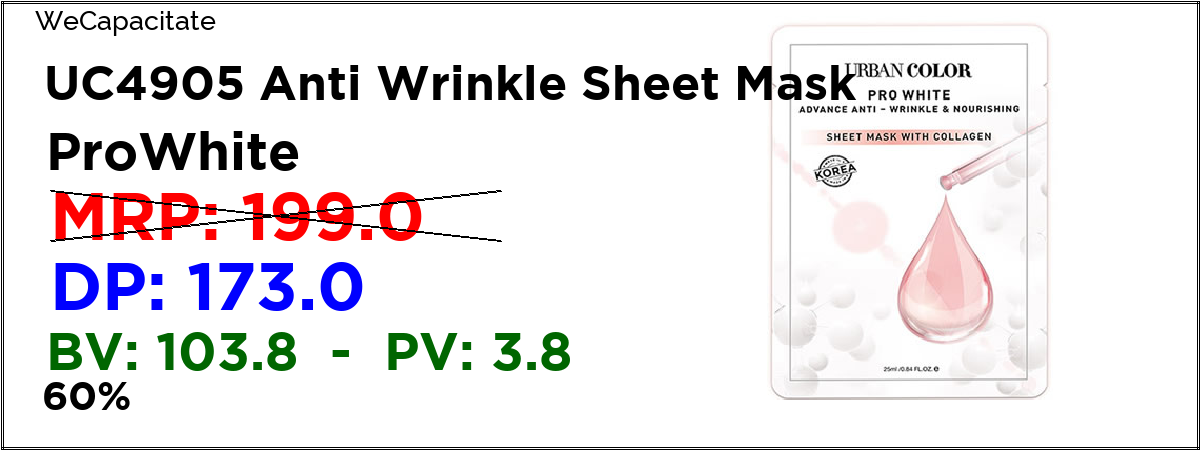 WeCapacitate
UC4905 Anti Wrinkle Sheet Mask
ProWhite
MRP: 199.0
DP: 173.0
BV: 103.8 - PV: 3.8
60%
URBAN COLOR
PRO WHITE
ADVANCE ANTI - WRINKLE & NOURISHING
SHEET MASK WITH COLLAGEN
KOREA
25ml /0.84 FL.OZ.e